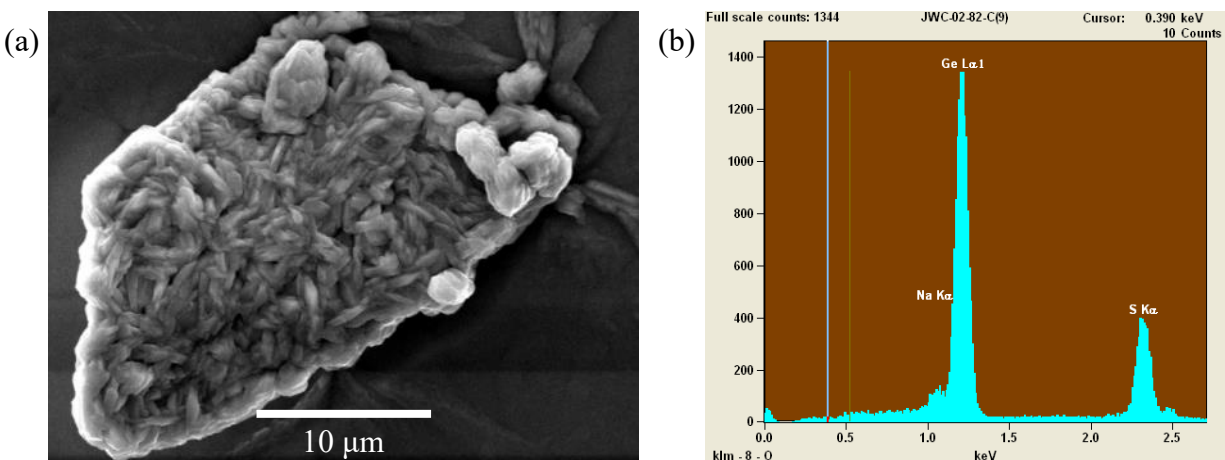 (a)
10 μm
(b)
Full scale counts: 1344 JWC-02-82-C(9) Cursor: 0.390 keV
10 Counts
1400
1200
1000
800
600
400
200
0
Ge Lα1
Na Kα
S Kα
0.0 0.5 1.0 1.5 2.0 2.5
klm - 8 - O keV